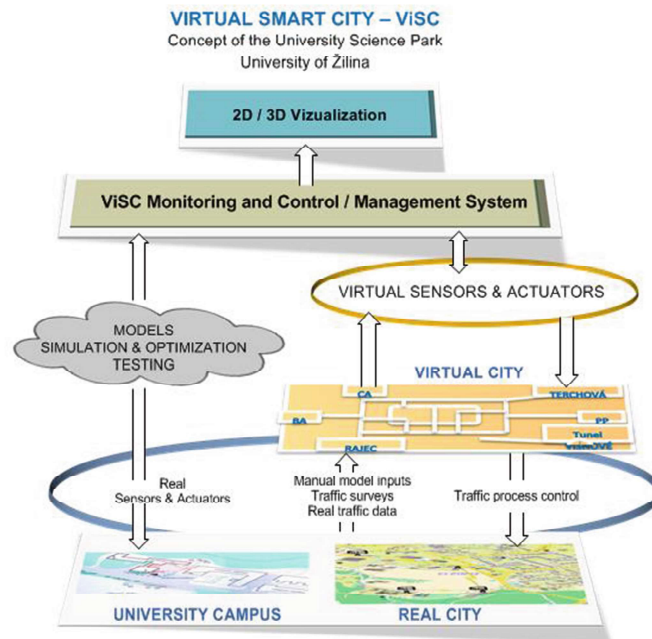 VIRTUAL SMART CITY – ViSC
Concept of the University Science Park
University of Žilina
2D / 3D Vizualization
ViSC Monitoring and Control / Management System
VIRTUAL SENSORS & ACTUATORS
MODELS
SIMULATION & OPTIMIZATION
TESTING
VIRTUAL CITY
CA
TERCHOVÁ
STP
BA
PP
Tunel
VIŠŇOVÉ
RAJEC
Real
Sensors & Actuators
Manual model inputs
Traffic surveys
Real traffic data
Traffic process control
UNIVERSITY CAMPUS
REAL CITY